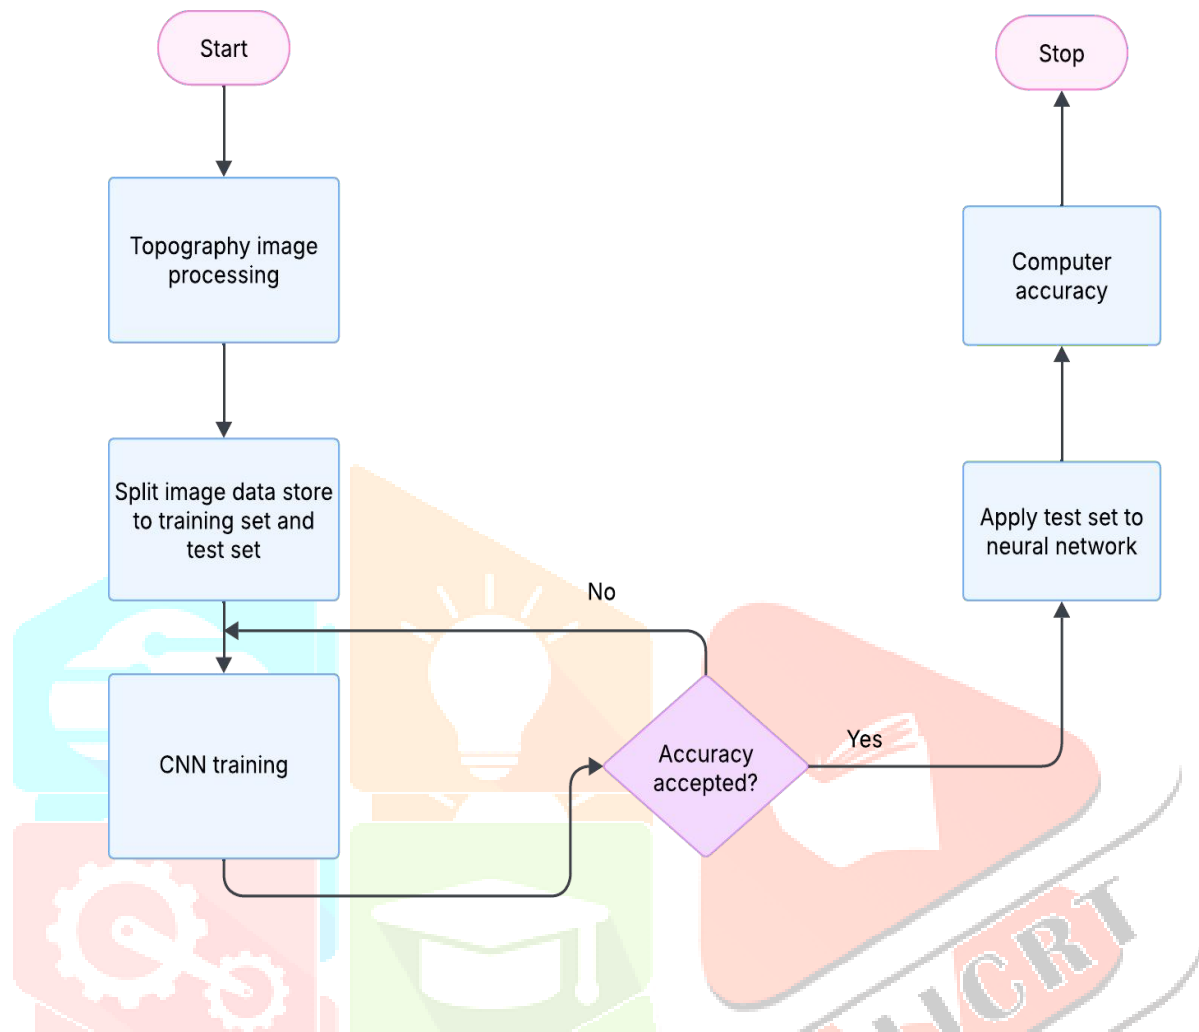 Start
Topography image
processing
Split image data store
to training set and
test set
CNN training
No
Accuracy
accepted?
Yes
Apply test set to
neural network
Computer
accuracy
Stop